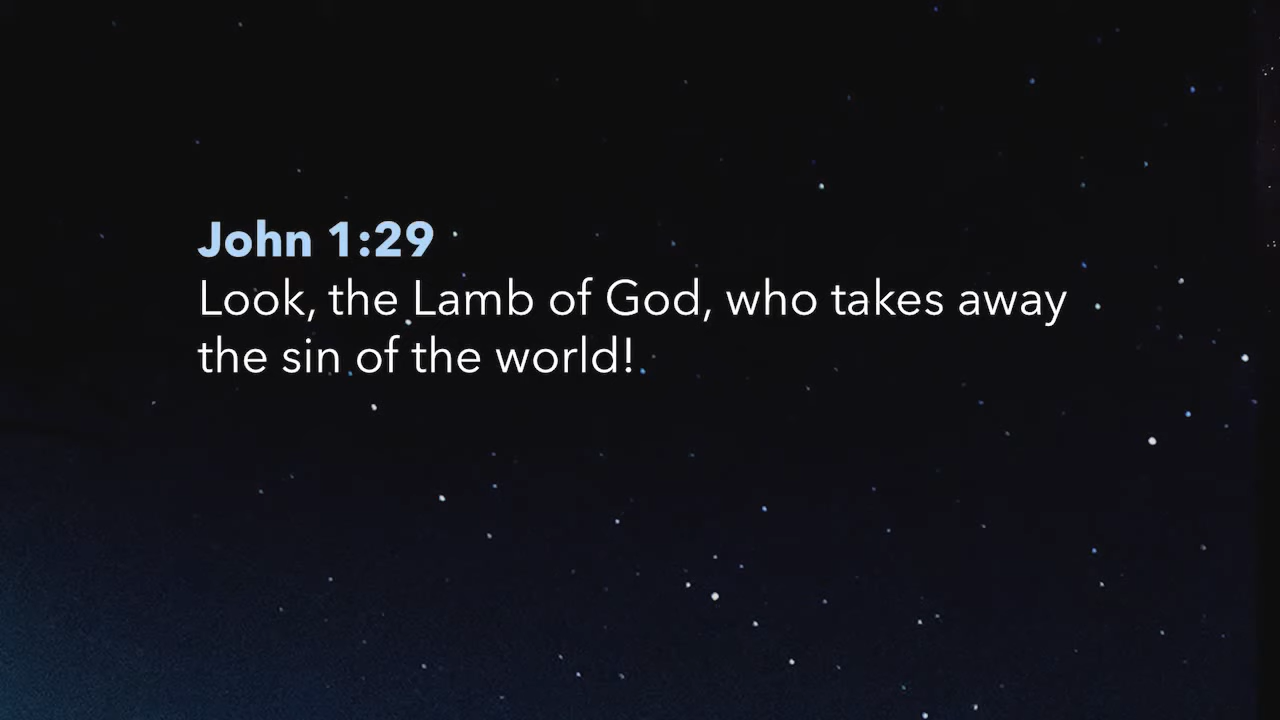 John 1:29
Look, the Lamb of God, who takes away
the sin of the world!